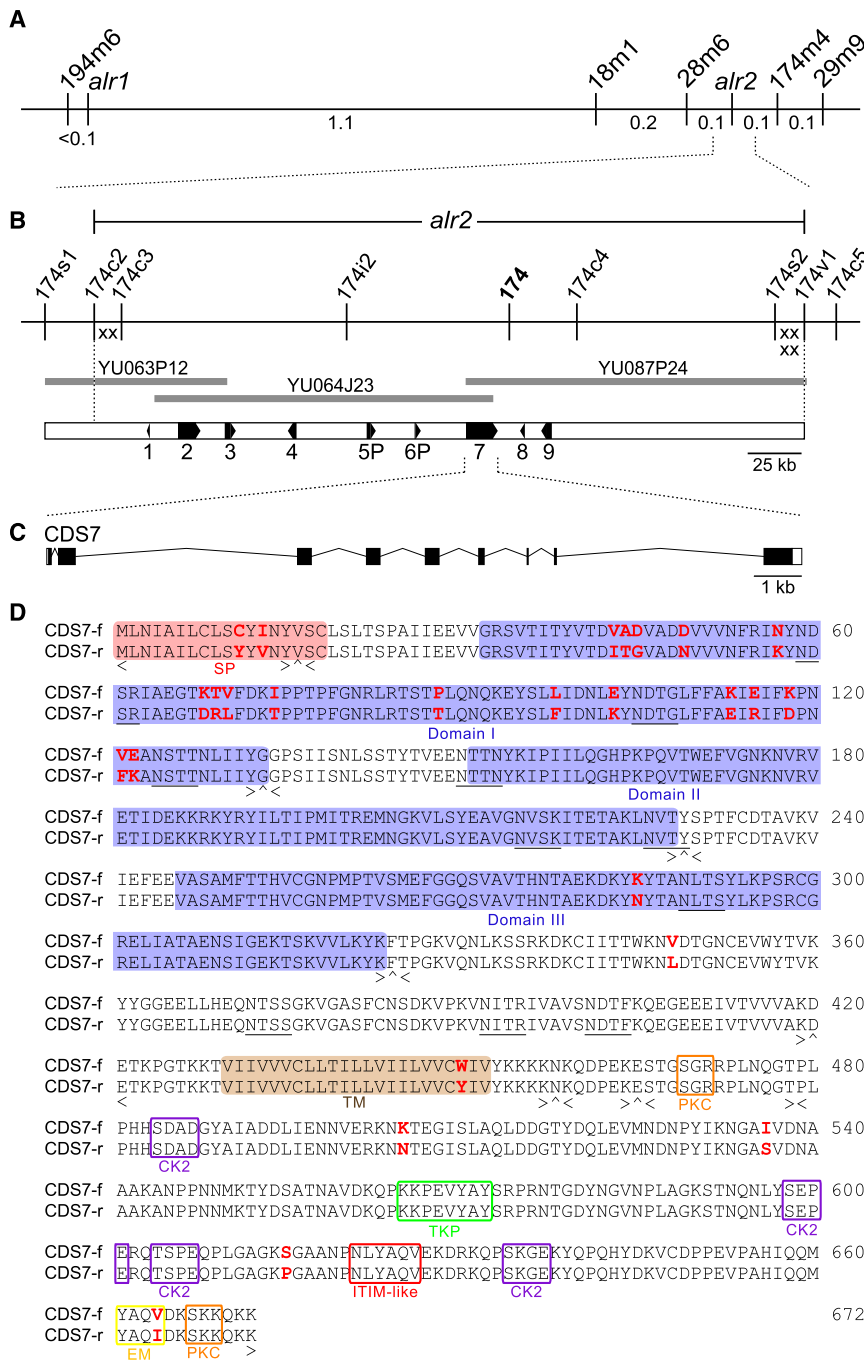 A
194m6 alr1 18m1 28m6 alr2 174m4 29m9
<0.1 1.1 0.2 0.1 0.1 0.1
B
alr2
174s1 174c2 174c3 174i2 174 174c4 174s2 174v1 174c5
xx xx
xx
YU063P12 YU087P24
YU064J23
1 2 3 4 5P 6P 7 8 9
25 kb
C
CDS7
1 kb
D
CDS7-f MLNIAILCLSCYINYVSCLSLTSPAIIEEVVGRSVTITYVTDVADVADDVVVNFRINYND 60
CDS7-r MLNIAILCLSYYVNYVSCLSLTSPAIIEEVVGRSVTITYVTDITGVADNVVVNFRIKYND
< SP >^<
CDS7-f SRIAEGTKTVFDKIPPTPFGNRLRTSTPLQNQKEYSLLIDNLEYNDTGLFFAKIEIFKPN 120
CDS7-r SRIAEGTDRLFDKTPPTPFGNRLRTSTTLQNQKEYSLFIDNLKYNDTGLFFAEIRIFDPN
Domain I
CDS7-f VEANSTTNLIIYGGPSIISNLSSTYTVEENTTNYKIPIILQGHPKPQVTWEFVGNKNVRV 180
CDS7-r FKANSTTNLIIYGGPSIISNLSSTYTVEENTTNYKIPIILQGHPKPQVTWEFVGNKNVRV
>^< Domain II
CDS7-f ETIDEKKRKYRYILTIPMITREMNGKVLSYEAVGNVSKITETAKLNVTYSPTFCDTAVKV 240
CDS7-r ETIDEKKRKYRYILTIPMITREMNGKVLSYEAVGNVSKITETAKLNVTYSPTFCDTAVKV
>^<
CDS7-f IEFEEVASAMFTTHVCGNPMPTVSMEFGGQSVAVTHNTAEKDKYKYTANLTSYLKPSRCG 300
CDS7-r IEFEEVASAMFTTHVCGNPMPTVSMEFGGQSVAVTHNTAEKDKYNYTANLTSYLKPSRCG
Domain III
CDS7-f RELIATAENSIGEKTSKVVLKYKFTPGKVQNLKSSRKDKCIITTWKNVDTGNCEVWYTVK 360
CDS7-r RELIATAENSIGEKTSKVVLKYKFTPGKVQNLKSSRKDKCIITTWKNLDTGNCEVWYTVK
>^<
CDS7-f YYGGEELLHEQNTSSGKVGASFCNSDKVPKVNITRIVAVSNDTFKQEGEEEIVTVVVAKD 420
CDS7-r YYGGEELLHEQNTSSGKVGASFCNSDKVPKVNITRIVAVSNDTFKQEGEEEIVTVVVAKD
>^
CDS7-f ETKPGTKKTVIIVVVCLLTILLVIILVVCWIVYKKKKNKQDPEKESTGSGRRPLNQGTPL 480
CDS7-r ETKPGTKKTVIIVVVCLLTILLVIILVVCYIVYKKKKNKQDPEKESTGSGRRPLNQGTPL
< TM >^< >^< PKC ><
CDS7-f PHHSDADGYAIADDLIENNVERKNKTEGISLAQLDDGTYDQLEVMNDNPYIKNGAIVDNA 540
CDS7-r PHHSDADGYAIADDLIENNVERKNNTEGISLAQLDDGTYDQLEVMNDNPYIKNGASVDNA
CK2
CDS7-f AAKANPPNNMKTYDSATNAVDKQPKKPEVYAYSRPRNTGDYNGVNPLAGKSTNQNLYSEP 600
CDS7-r AAKANPPNNMKTYDSATNAVDKQPKKPEVYAYSRPRNTGDYNGVNPLAGKSTNQNLYSEP
TKP CK2
CDS7-f ERQTSPEQPLGAGKSGAANPNLYAQVEKDRKQPSKGEKYQPQHYDKVCDPPEVPAHIQQM 660
CDS7-r ERQTSPEQPLGAGKPGAANPNLYAQVEKDRKQPSKGEKYQPQHYDKVCDPPEVPAHIQQM
CK2 ITIM-like CK2
CDS7-f YAQVDKSKKQKK 672
CDS7-r YAQIDKSKKQKK
EM PKC >